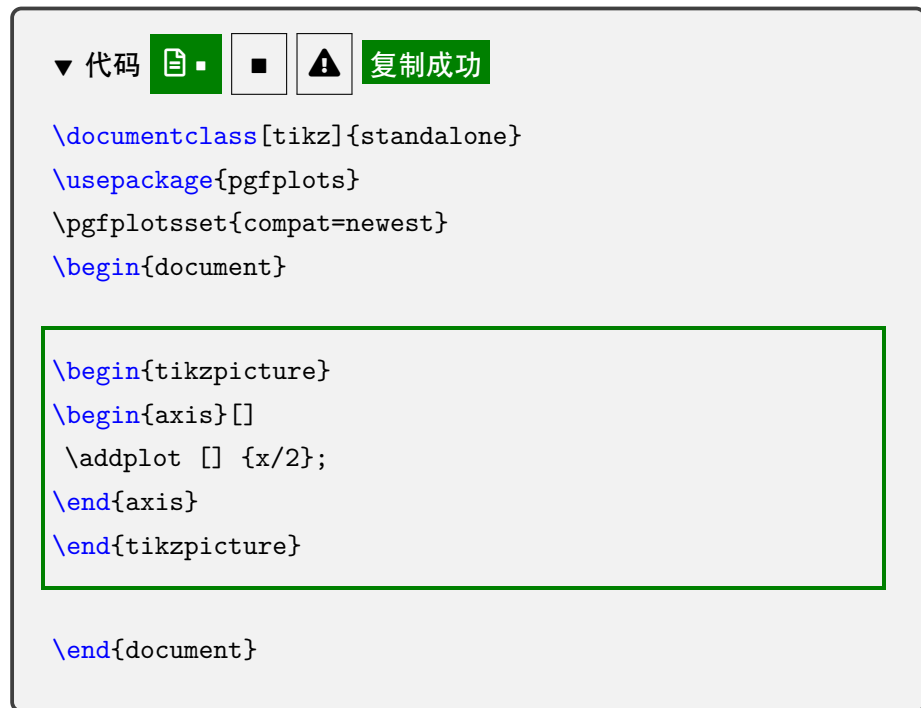 ▼ 代码 复制成功
\documentclass[tikz]{standalone}
\usepackage{pgfplots}
\pgfplotsset{compat=newest}
\begin{document}
\begin{tikzpicture}
\begin{axis}[]
 \addplot [] {x/2};
\end{axis}
\end{tikzpicture}
\end{document}